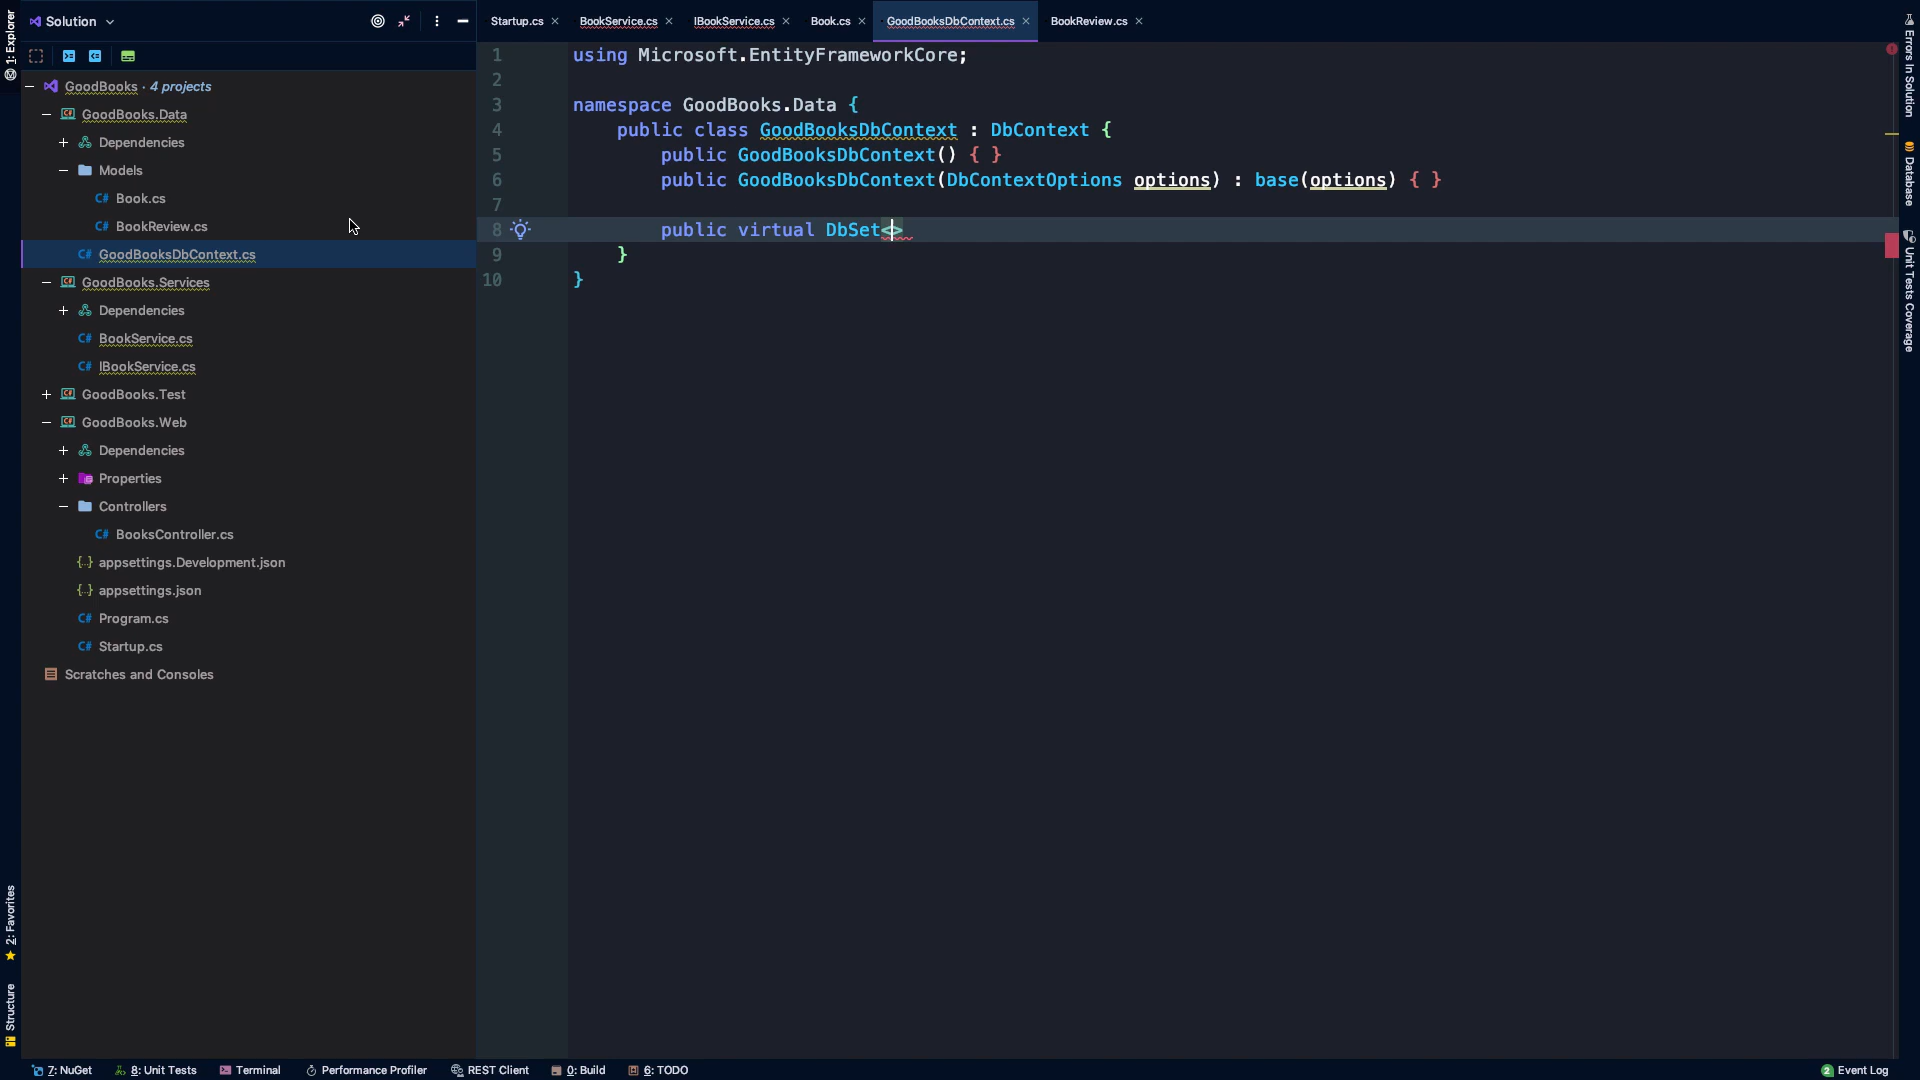 Solution
Startup.cs
BookService.cs
IBookService.cs
Book.cs
GoodBooksDbContext.cs
BookReview.cs
1: Explorer
GoodBooks · 4 projects
GoodBooks.Data
Dependencies
Models
Book.cs
BookReview.cs
GoodBooksDbContext.cs
GoodBooks.Services
Dependencies
BookService.cs
IBookService.cs
GoodBooks.Test
GoodBooks.Web
Dependencies
Properties
Controllers
BooksController.cs
appsettings.Development.json
appsettings.json
Program.cs
Startup.cs
Scratches and Consoles
2: Favorites
Structure
1 using Microsoft.EntityFrameworkCore;
2
3 namespace GoodBooks.Data {
4 public class GoodBooksDbContext : DbContext {
5 public GoodBooksDbContext() { }
6 public GoodBooksDbContext(DbContextOptions options) : base(options) { }
7
8 public virtual DbSet<>
9 }
10 }
Errors In Solution
Database
Unit Tests Coverage
7: NuGet
8: Unit Tests
Terminal
Performance Profiler
REST Client
0: Build
6: TODO
2 Event Log